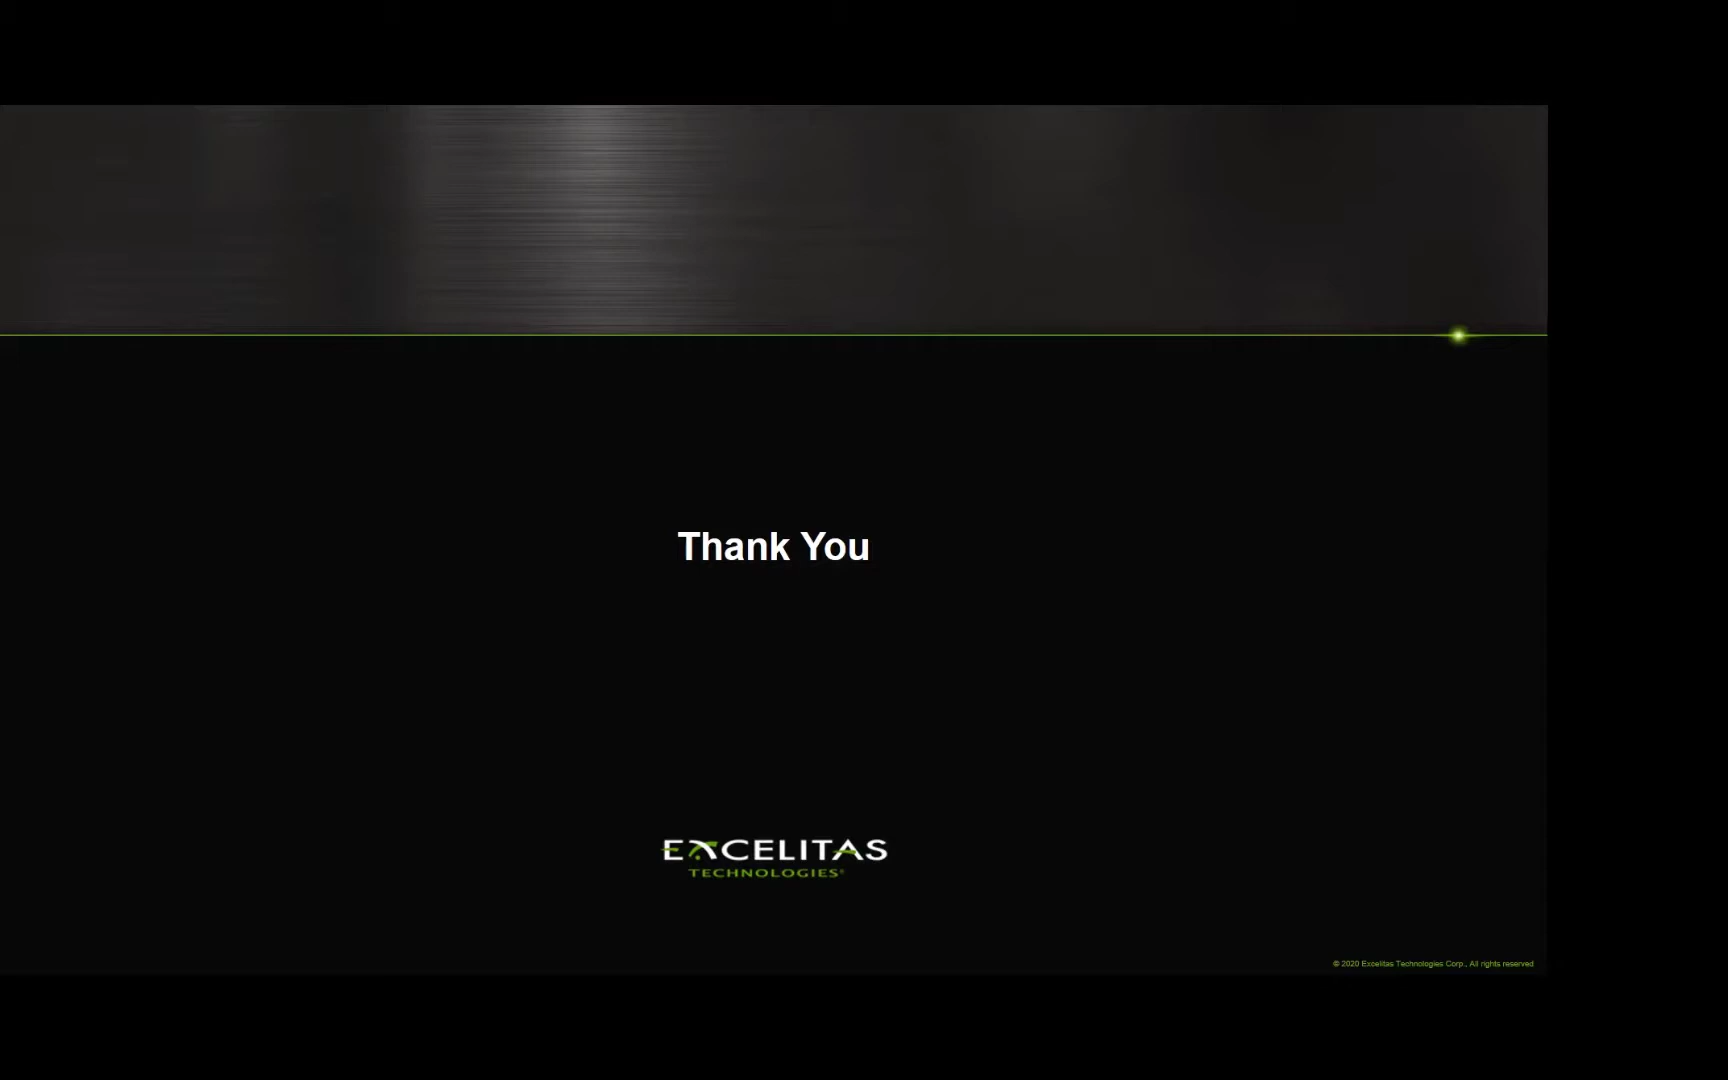 Thank You
EXCELITAS
TECHNOLOGIES®
© 2020 Excelitas Technologies Corp., All rights reserved